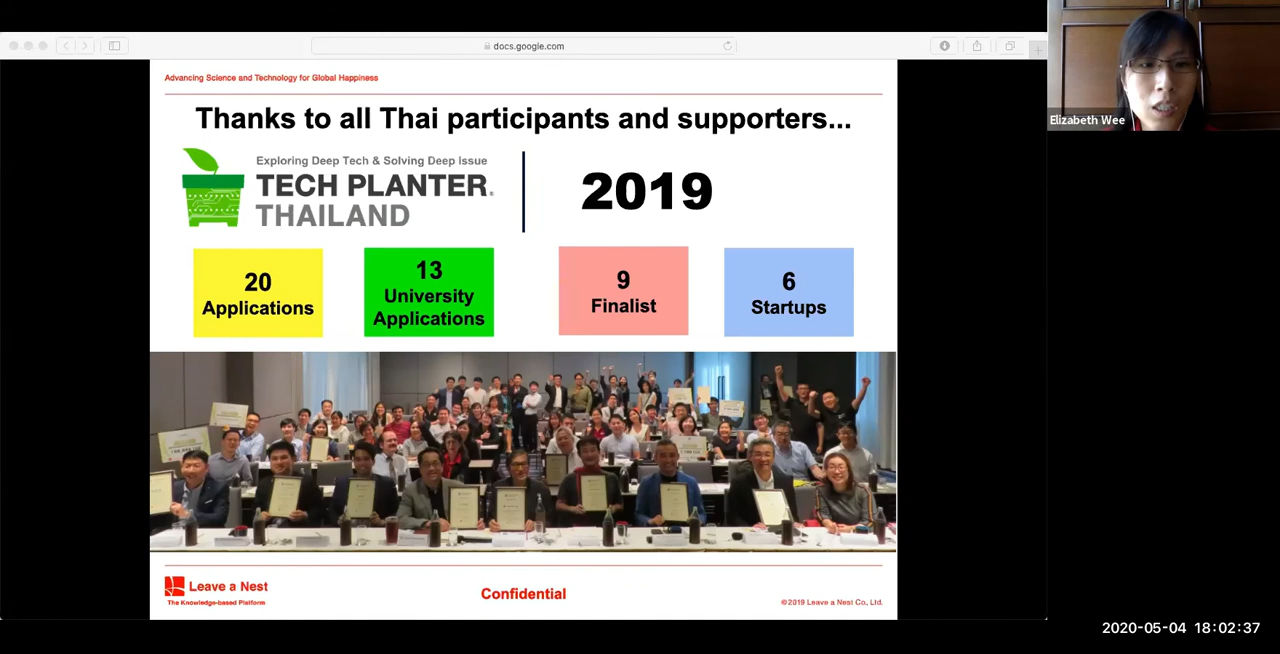 docs.google.com
Elizabeth Wee
Advancing Science and Technology for Global Happiness
Thanks to all Thai participants and supporters...
Exploring Deep Tech & Solving Deep Issue
TECH PLANTER®
THAILAND
2019
20
Applications
13
University
Applications
9
Finalist
6
Startups
Leave a Nest
The Knowledge-based Platform
Confidential
©2019 Leave a Nest Co., Ltd.
2020-05-04 18:02:37